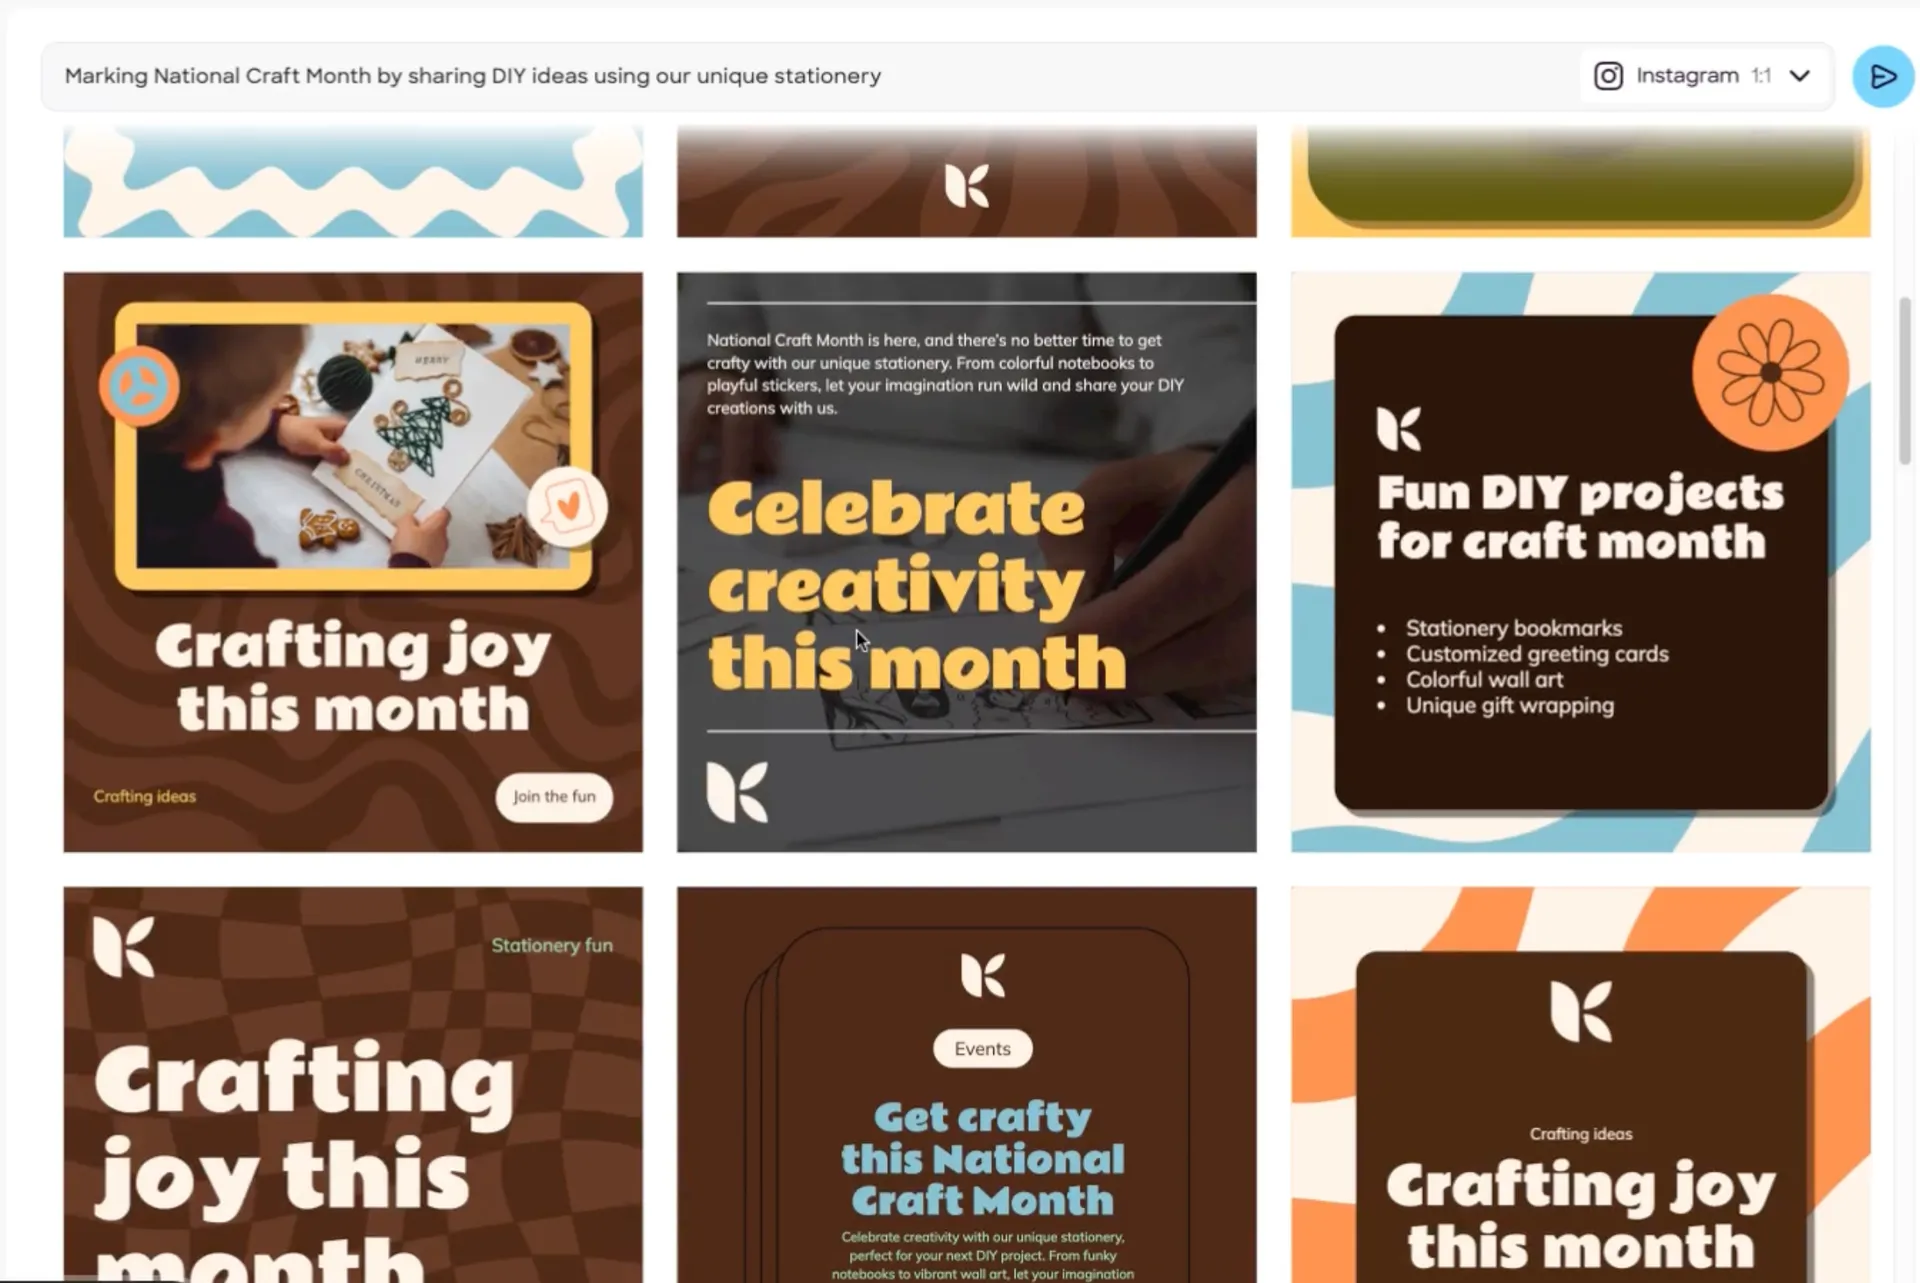 Marking National Craft Month by sharing DIY ideas using our unique stationery
Instagram 1:1
MERRY
CHRISTMAS
Crafting joy
this month
Crafting ideas
Join the fun
National Craft Month is here, and there's no better time to get
crafty with our unique stationery. From colorful notebooks to
playful stickers, let your imagination run wild and share your DIY
creations with us.
Celebrate
creativity
this month
Fun DIY projects
for craft month
• Stationery bookmarks
• Customized greeting cards
• Colorful wall art
• Unique gift wrapping
Stationery fun
Crafting
joy this
month
Events
Get crafty
this National
Craft Month
Celebrate creativity with our unique stationery,
perfect for your next DIY project. From funky
notebooks to vibrant wall art, let your imagination
Crafting ideas
Crafting joy
this month